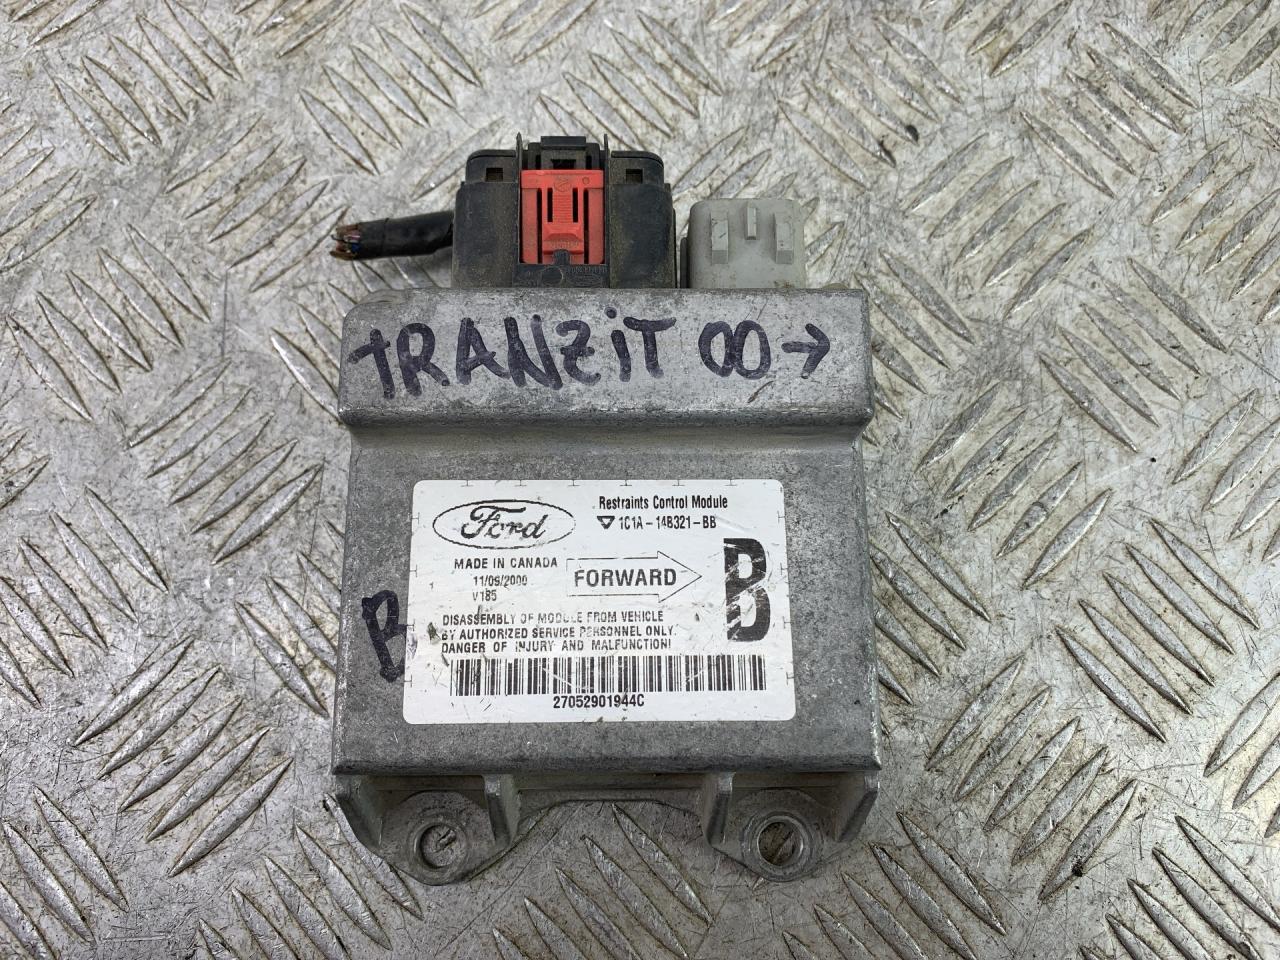 TRANZiT 00→
Ford
Restraints Control Module
1C1A-14B321-BB
MADE IN CANADA
11/09/2000
V185
FORWARD
B
DISASSEMBLY OF MODULE FROM VEHICLE
BY AUTHORIZED SERVICE PERSONNEL ONLY.
DANGER OF INJURY AND MALFUNCTION!
27052901944C
B